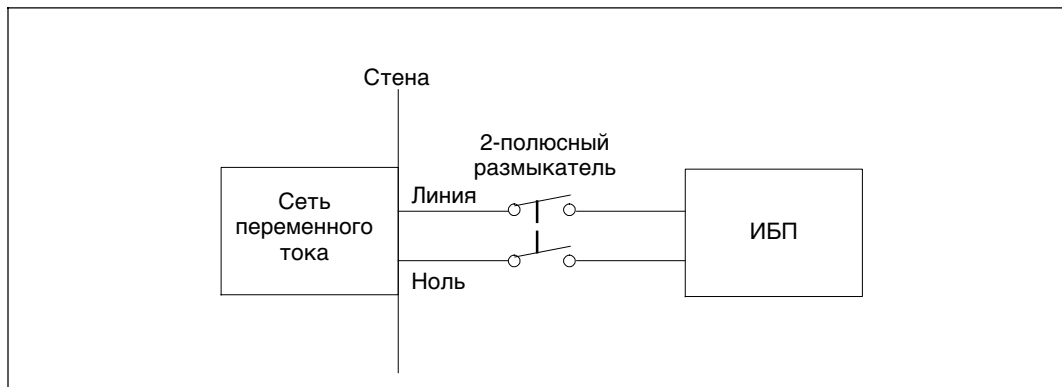 Стена
2-полюсный
размыкатель
Линия
Сеть
переменного
тока
ИБП
Ноль